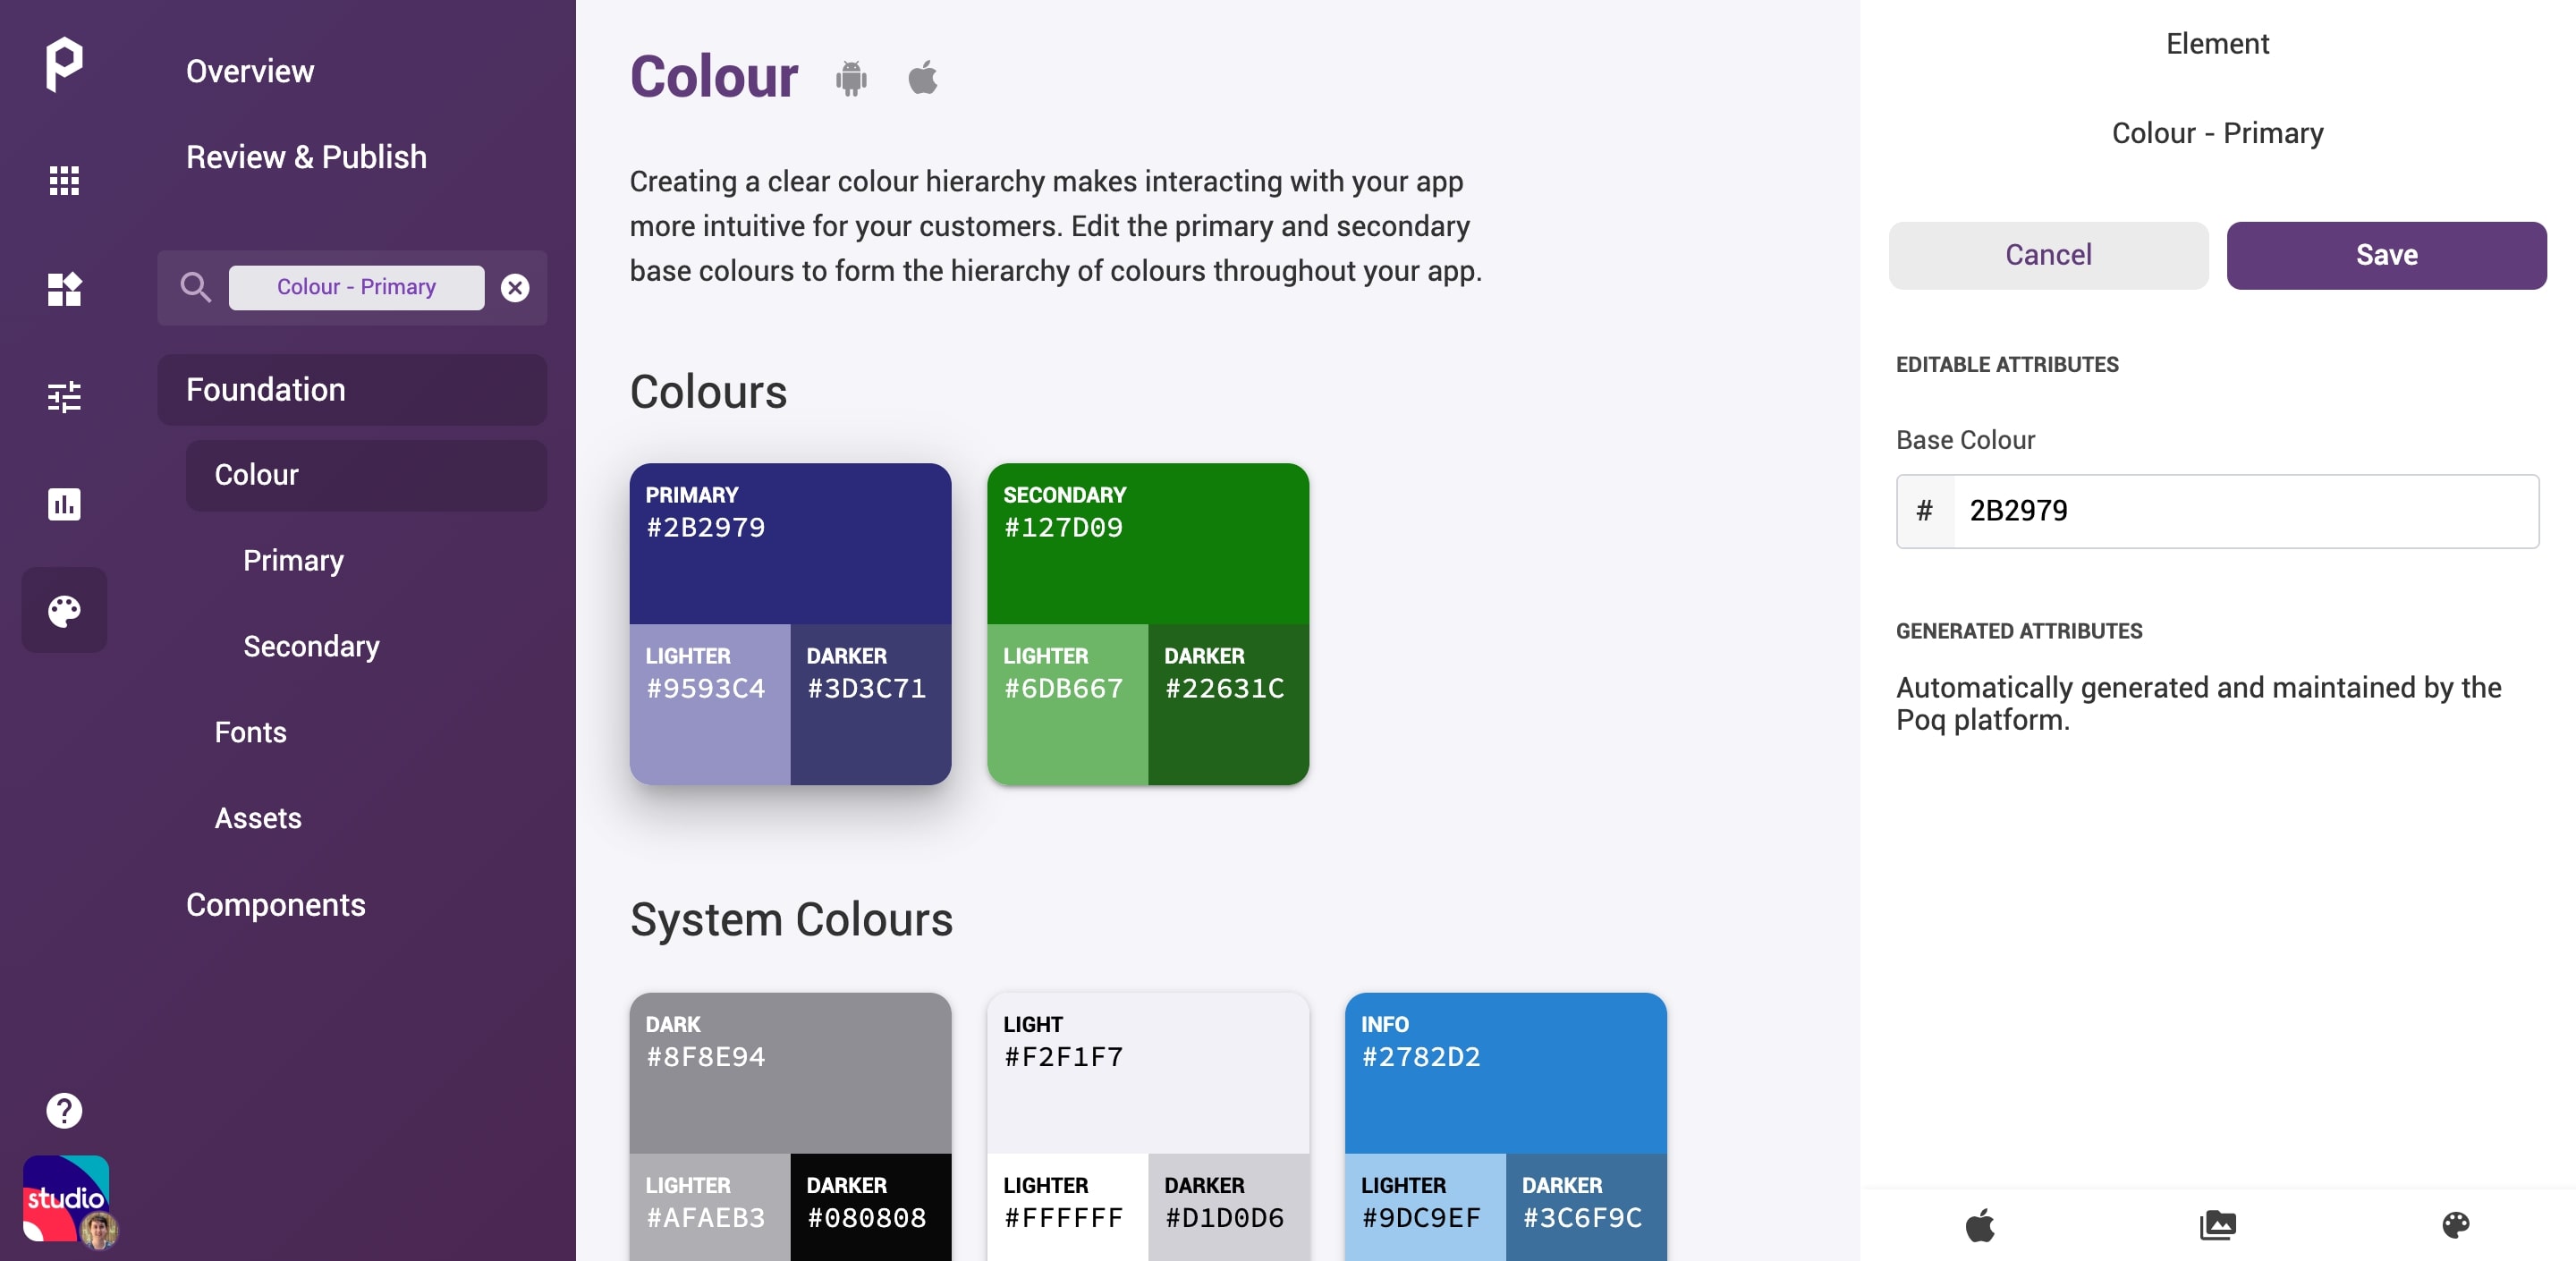 Overview
Review & Publish
Colour - Primary
Foundation
Colour
Primary
Secondary
Fonts
Assets
Components
studio
Colour
Creating a clear colour hierarchy makes interacting with your app
more intuitive for your customers. Edit the primary and secondary
base colours to form the hierarchy of colours throughout your app.
Colours
PRIMARY
#2B2979
LIGHTER
#9593C4
DARKER
#3D3C71
SECONDARY
#127D09
LIGHTER
#6DB667
DARKER
#22631C
System Colours
DARK
#8F8E94
LIGHTER
#AFAEB3
DARKER
#080808
LIGHT
#F2F1F7
LIGHTER
#FFFFFF
DARKER
#D1D0D6
INFO
#2782D2
LIGHTER
#9DC9EF
DARKER
#3C6F9C
Element
Colour - Primary
Cancel
Save
EDITABLE ATTRIBUTES
Base Colour
# 2B2979
GENERATED ATTRIBUTES
Automatically generated and maintained by the
Poq platform.